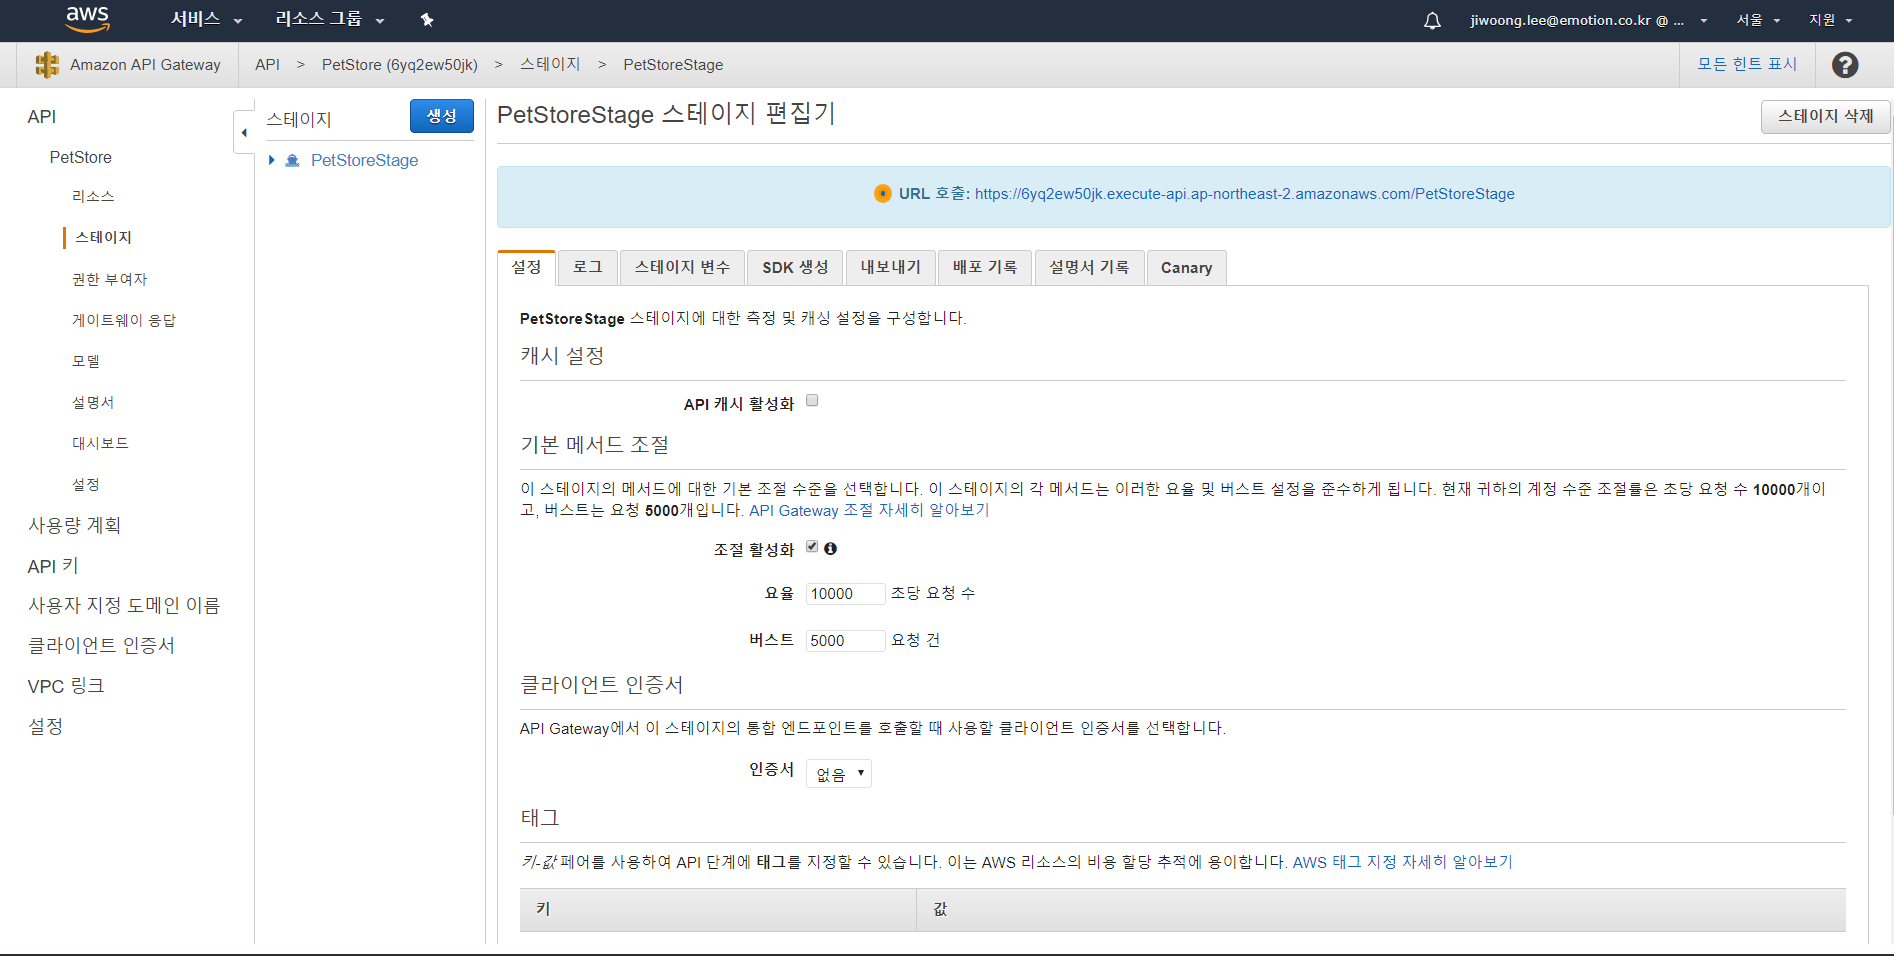 aws 서비스 리소스 그룹 jiwoong.lee@emotion.co.kr @ ... 서울 지원
Amazon API Gateway API > PetStore (6yq2ew50jk) > 스테이지 > PetStoreStage 모든 힌트 표시 ?
API
PetStore
리소스
스테이지
권한 부여자
게이트웨이 응답
모델
설명서
대시보드
설정
사용량 계획
API 키
사용자 지정 도메인 이름
클라이언트 인증서
VPC 링크
설정
스테이지 생성
PetStoreStage
PetStoreStage 스테이지 편집기 스테이지 삭제
URL 호출: https://6yq2ew50jk.execute-api.ap-northeast-2.amazonaws.com/PetStoreStage
설정 로그 스테이지 변수 SDK 생성 내보내기 배포 기록 설명서 기록 Canary
PetStoreStage 스테이지에 대한 측정 및 캐싱 설정을 구성합니다.
캐시 설정
API 캐시 활성화
기본 메서드 조절
이 스테이지의 메서드에 대한 기본 조절 수준을 선택합니다. 이 스테이지의 각 메서드는 이러한 요율 및 버스트 설정을 준수하게 됩니다. 현재 귀하의 계정 수준 조절률은 초당 요청 수 10000개이
고, 버스트는 요청 5000개입니다. API Gateway 조절 자세히 알아보기
조절 활성화
요율 10000 초당 요청 수
버스트 5000 요청 건
클라이언트 인증서
API Gateway에서 이 스테이지의 통합 엔드포인트를 호출할 때 사용할 클라이언트 인증서를 선택합니다.
인증서 없음
태그
키-값 페어를 사용하여 API 단계에 태그를 지정할 수 있습니다. 이는 AWS 리소스의 비용 할당 추적에 용이합니다. AWS 태그 지정 자세히 알아보기
키 값